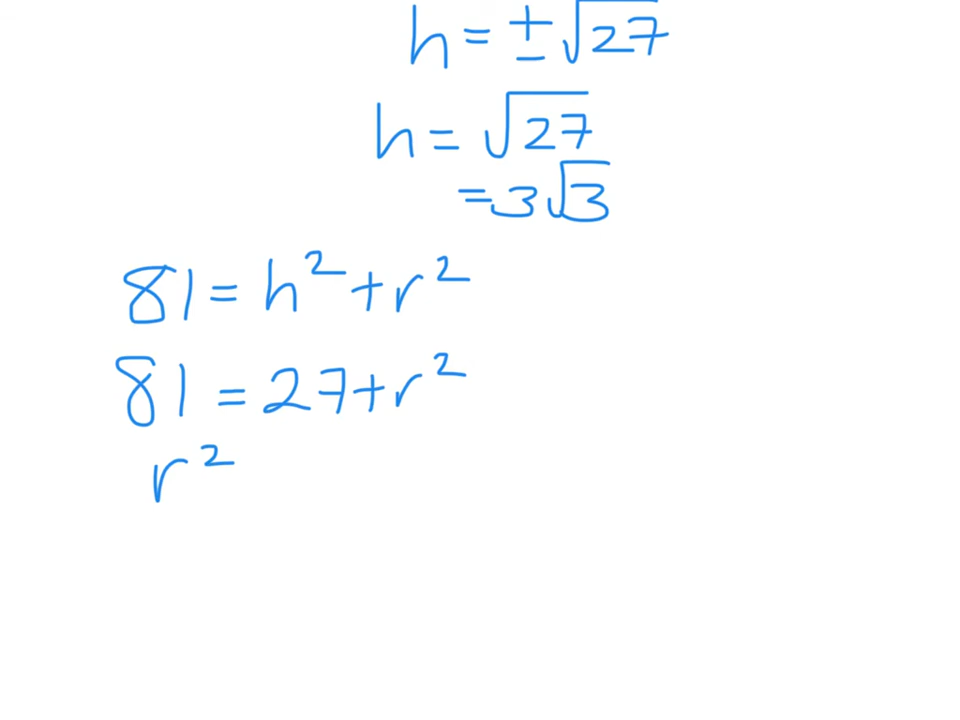 h = ±√27
h = √27
= 3√3
81 = h² + r²
81 = 27 + r²
r²